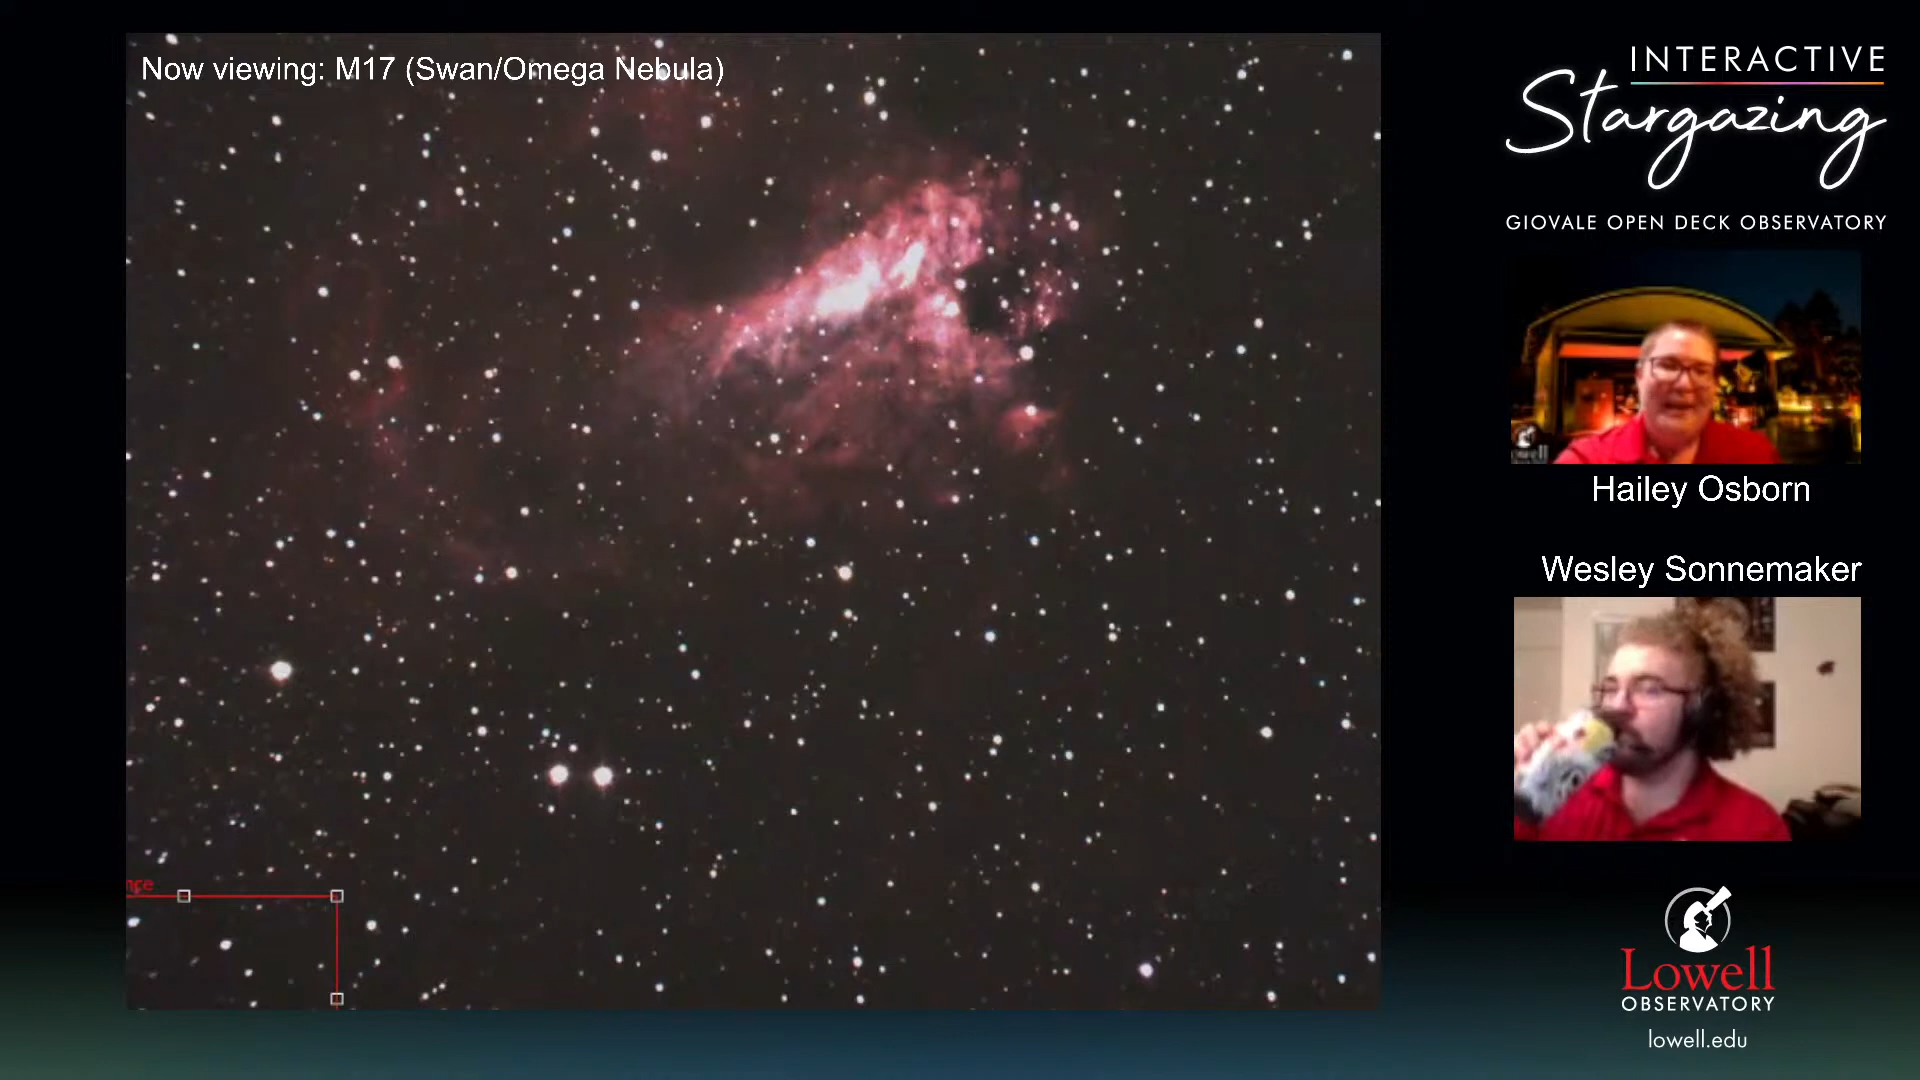 Now viewing: M17 (Swan/Omega Nebula)
INTERACTIVE
Stargazing
GIOVALE OPEN DECK OBSERVATORY
Hailey Osborn
Wesley Sonnemaker
Lowell
OBSERVATORY
lowell.edu